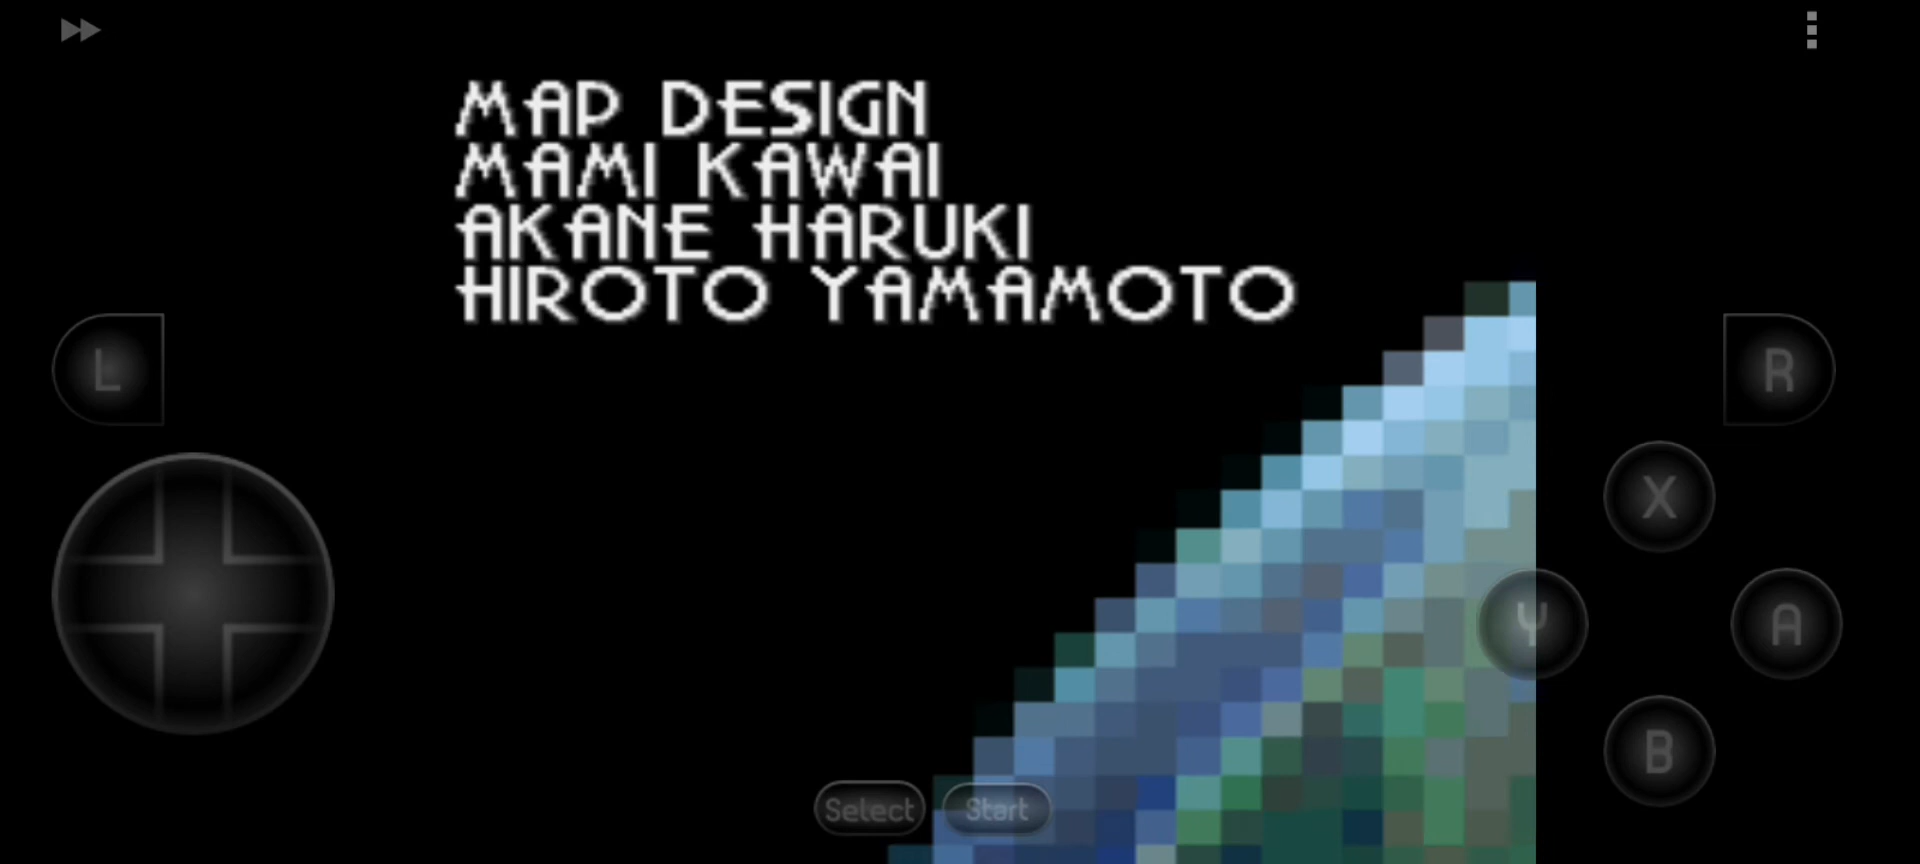 MAP DESIGN
MAMI KAWAI
AKANE HARUKI
HIROTO YAMAMOTO
L
R
X
Y
A
B
Select
Start